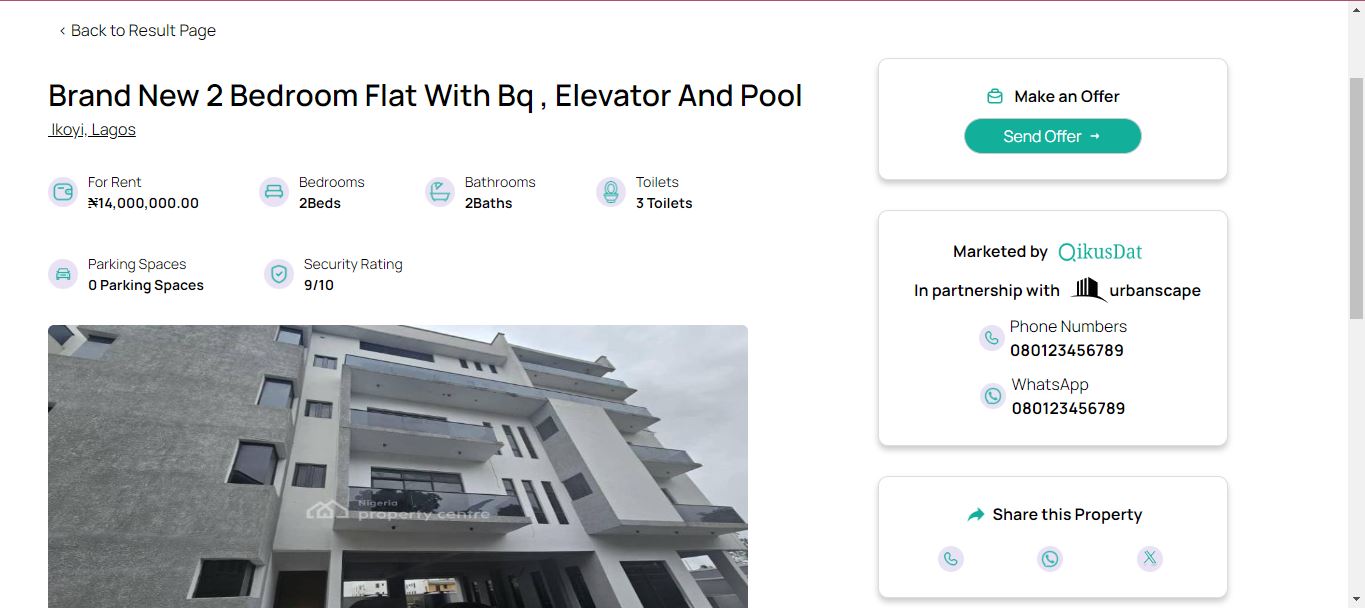 ‹ Back to Result Page
Brand New 2 Bedroom Flat With Bq , Elevator And Pool
Ikoyi, Lagos
For Rent
₦14,000,000.00
Bedrooms
2Beds
Bathrooms
2Baths
Toilets
3 Toilets
Parking Spaces
0 Parking Spaces
Security Rating
9/10
Nigeria
property centre
Make an Offer
Send Offer →
Marketed by QikusDat
In partnership with urbanscape
Phone Numbers
080123456789
WhatsApp
080123456789
Share this Property